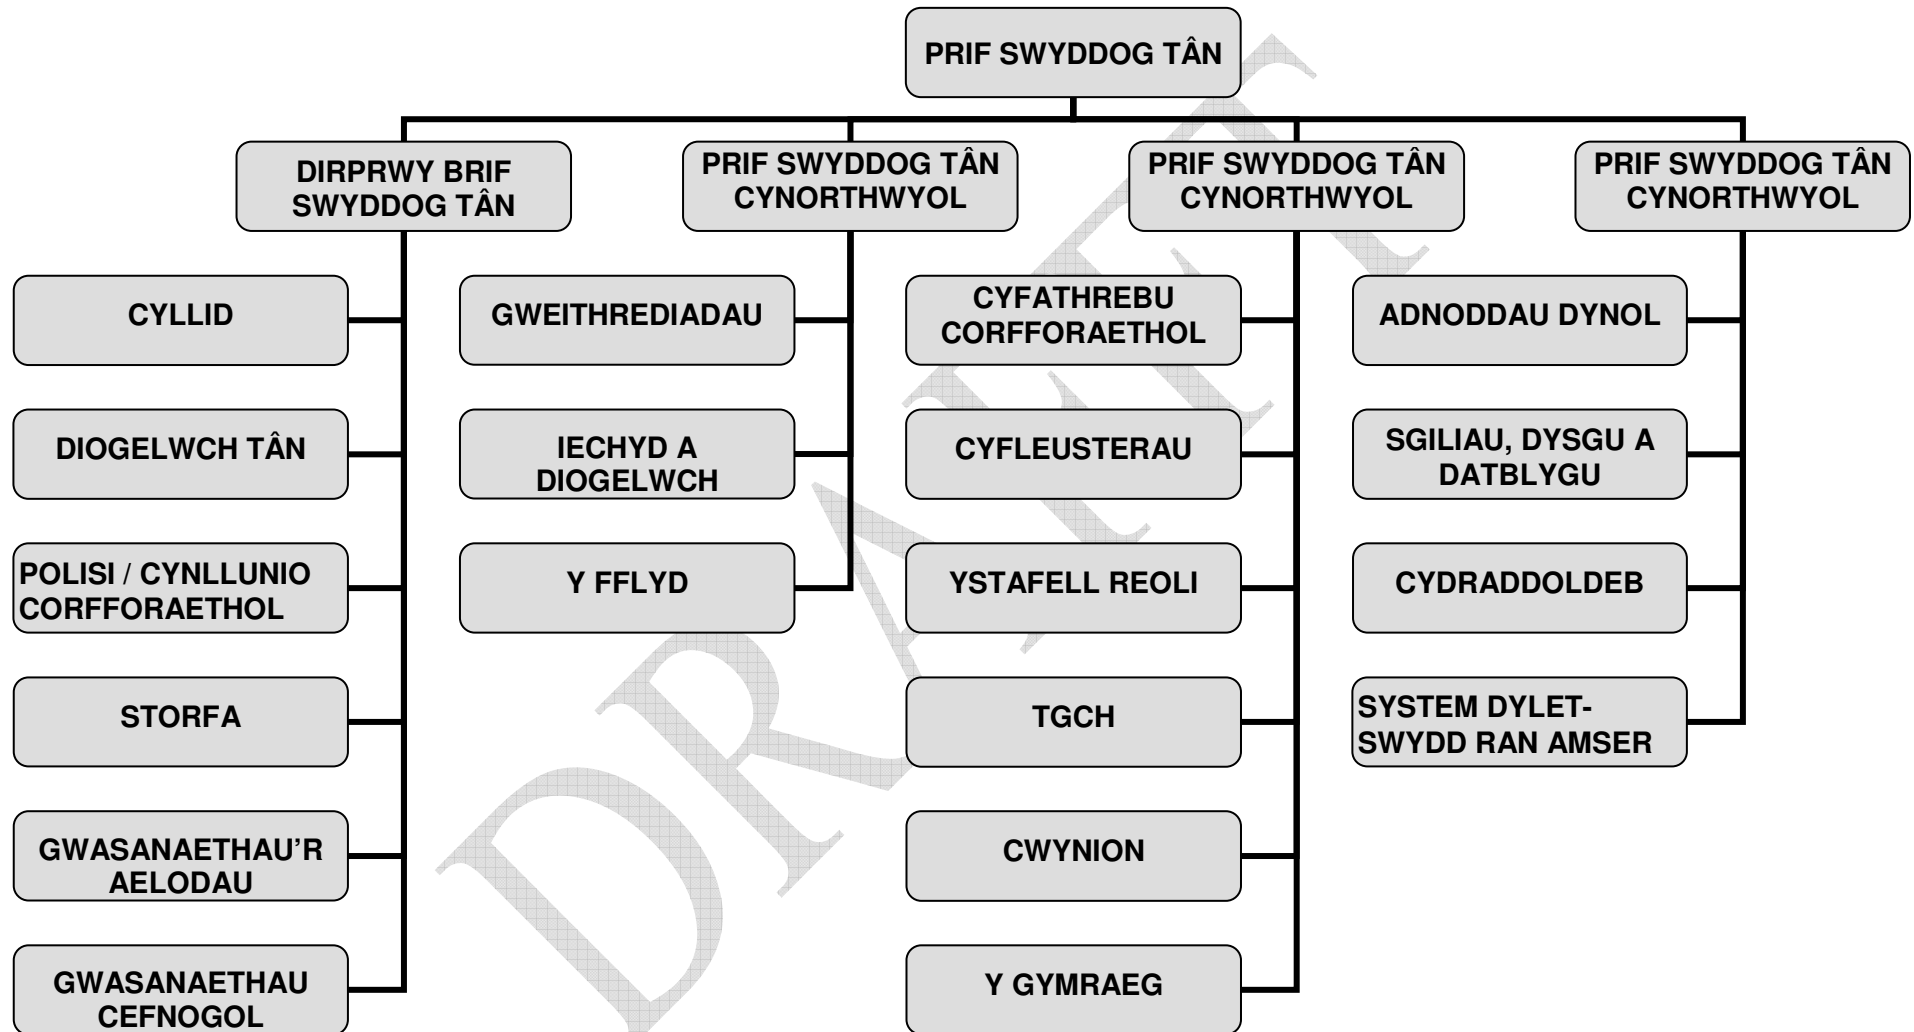 PRIF SWYDDOG TÂN
DIRPRWY BRIF
SWYDDOG TÂN
PRIF SWYDDOG TÂN
CYNORTHWYOL
PRIF SWYDDOG TÂN
CYNORTHWYOL
PRIF SWYDDOG TÂN
CYNORTHWYOL
CYLLID
DIOGELWCH TÂN
POLISI / CYNLLUNIO
CORFFORAETHOL
STORFA
GWASANAETHAU’R
AELODAU
GWASANAETHAU
CEFNOGOL
GWEITHREDIADAU
IECHYD A
DIOGELWCH
Y FFLYD
CYFATHREBU
CORFFORAETHOL
CYFLEUSTERAU
YSTAFELL REOLI
TGCH
CWYNION
Y GYMRAEG
ADNODDAU DYNOL
SGILIAU, DYSGU A
DATBLYGU
CYDRADDOLDEB
SYSTEM DYLET-
SWYDD RAN AMSER
DRAFFT